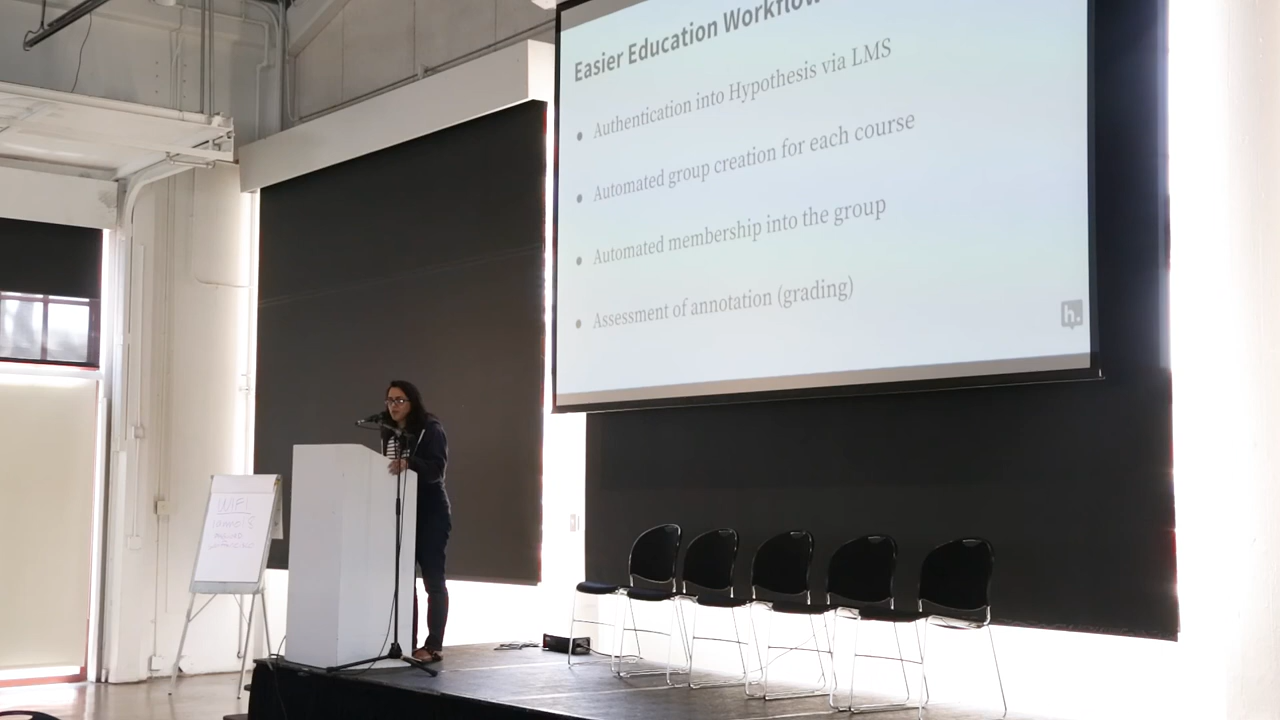 Easier Education Workflow
• Authentication into Hypothesis via LMS
• Automated group creation for each course
• Automated membership into the group
• Assessment of annotation (grading)
h.
WIFI